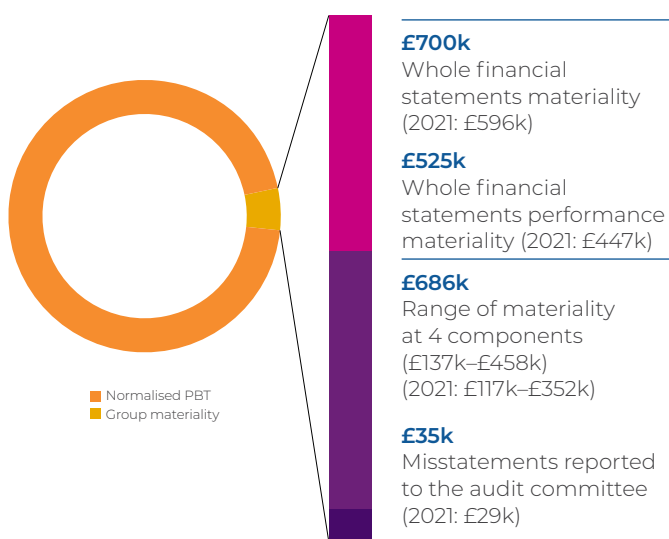 £700k
Whole financial
statements materiality
(2021: £596k)
£525k
Whole financial
statements performance
materiality (2021: £447k)
£686k
Range of materiality
at 4 components
(£137k–£458k)
(2021: £117k–£352k)
£35k
Misstatements reported
to the audit committee
(2021: £29k)
Normalised PBT
Group materiality